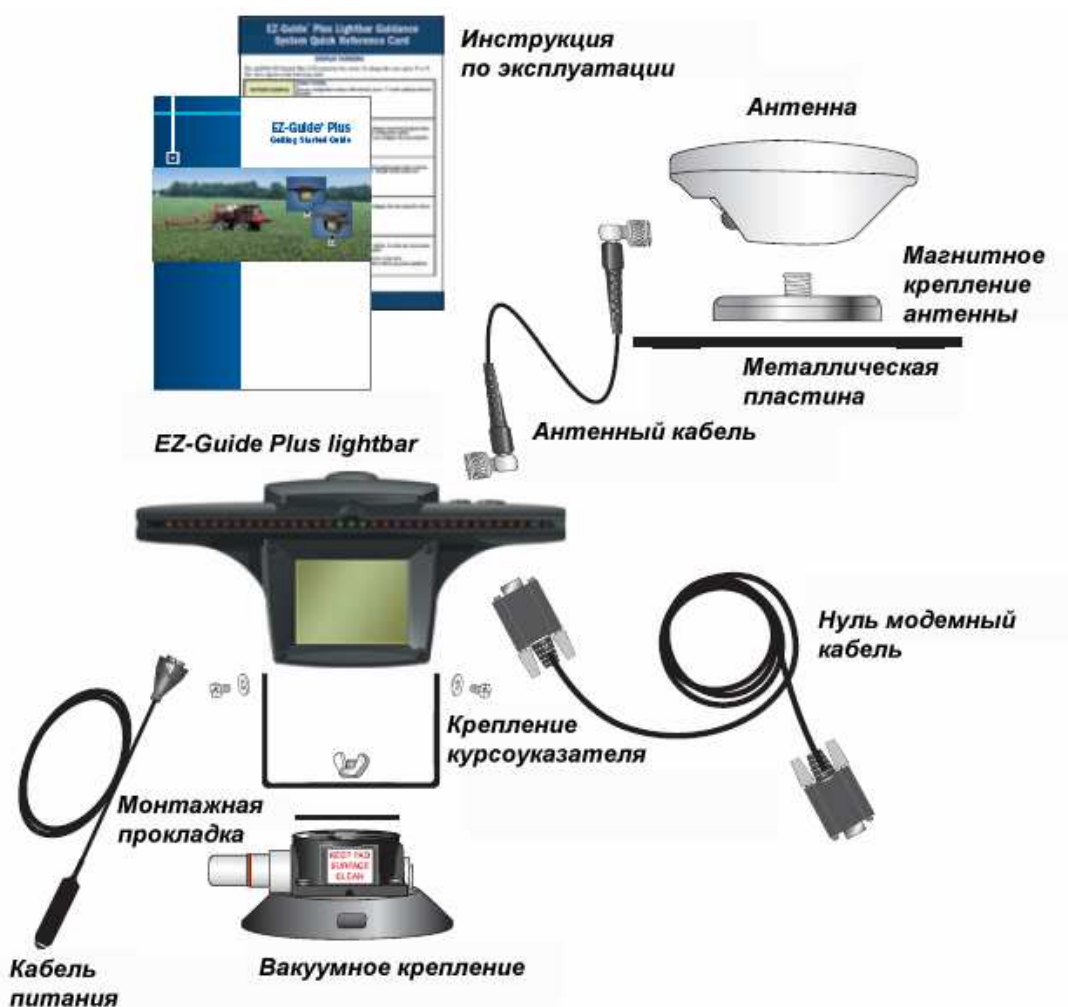 EZ-Guide® Plus Lightbar Guidance
System Quick Reference Card
Инструкция
по эксплуатации
EZ-Guide® Plus
Getting Started Guide
Антенна
Магнитное
крепление
антенны
Металлическая
пластина
Антенный кабель
EZ-Guide Plus lightbar
Нуль модемный
кабель
Крепление
курсоуказателя
Монтажная
прокладка
KEEP PAD
SURFACE
CLEAN
Кабель
питания
Вакуумное крепление